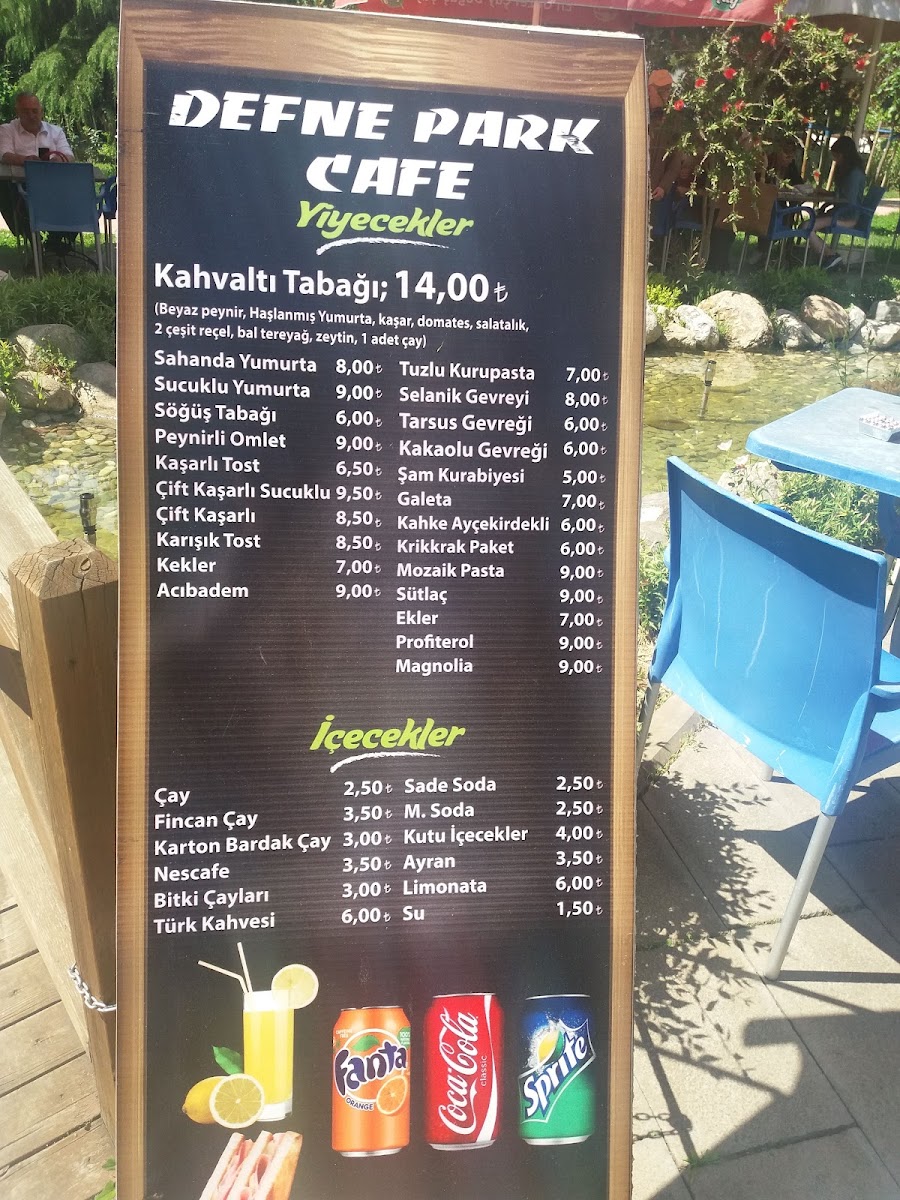 DEFNE PARK
CAFE
Yiyecekler
Kahvaltı Tabağı; 14,00 ₺
(Beyaz peynir, Haşlanmış Yumurta, kaşar, domates, salatalık,
2 çeşit reçel, bal tereyağ, zeytin, 1 adet çay)
Sahanda Yumurta 8,00 ₺
Sucuklu Yumurta 9,00 ₺
Söğüş Tabağı 6,00 ₺
Peynirli Omlet 9,00 ₺
Kaşarlı Tost 6,50 ₺
Çift Kaşarlı Sucuklu 9,50 ₺
Çift Kaşarlı 8,50 ₺
Karışık Tost 8,50 ₺
Kekler 7,00 ₺
Acıbadem 9,00 ₺
Tuzlu Kurupasta 7,00 ₺
Selanik Gevreyi 8,00 ₺
Tarsus Gevreği 6,00 ₺
Kakaolu Gevreği 6,00 ₺
Şam Kurabiyesi 5,00 ₺
Galeta 7,00 ₺
Kahke Ayçekirdekli 6,00 ₺
Krikkrak Paket 6,00 ₺
Mozaik Pasta 9,00 ₺
Sütlaç 9,00 ₺
Ekler 7,00 ₺
Profiterol 9,00 ₺
Magnolia 9,00 ₺
İçecekler
Çay 2,50 ₺
Fincan Çay 3,50 ₺
Karton Bardak Çay 3,00 ₺
Nescafe 3,50 ₺
Bitki Çayları 3,00 ₺
Türk Kahvesi 6,00 ₺
Sade Soda 2,50 ₺
M. Soda 2,50 ₺
Kutu İçecekler 4,00 ₺
Ayran 3,50 ₺
Limonata 6,00 ₺
Su 1,50 ₺
Fanta
ORANGE
Coca-Cola
classic
Sprite